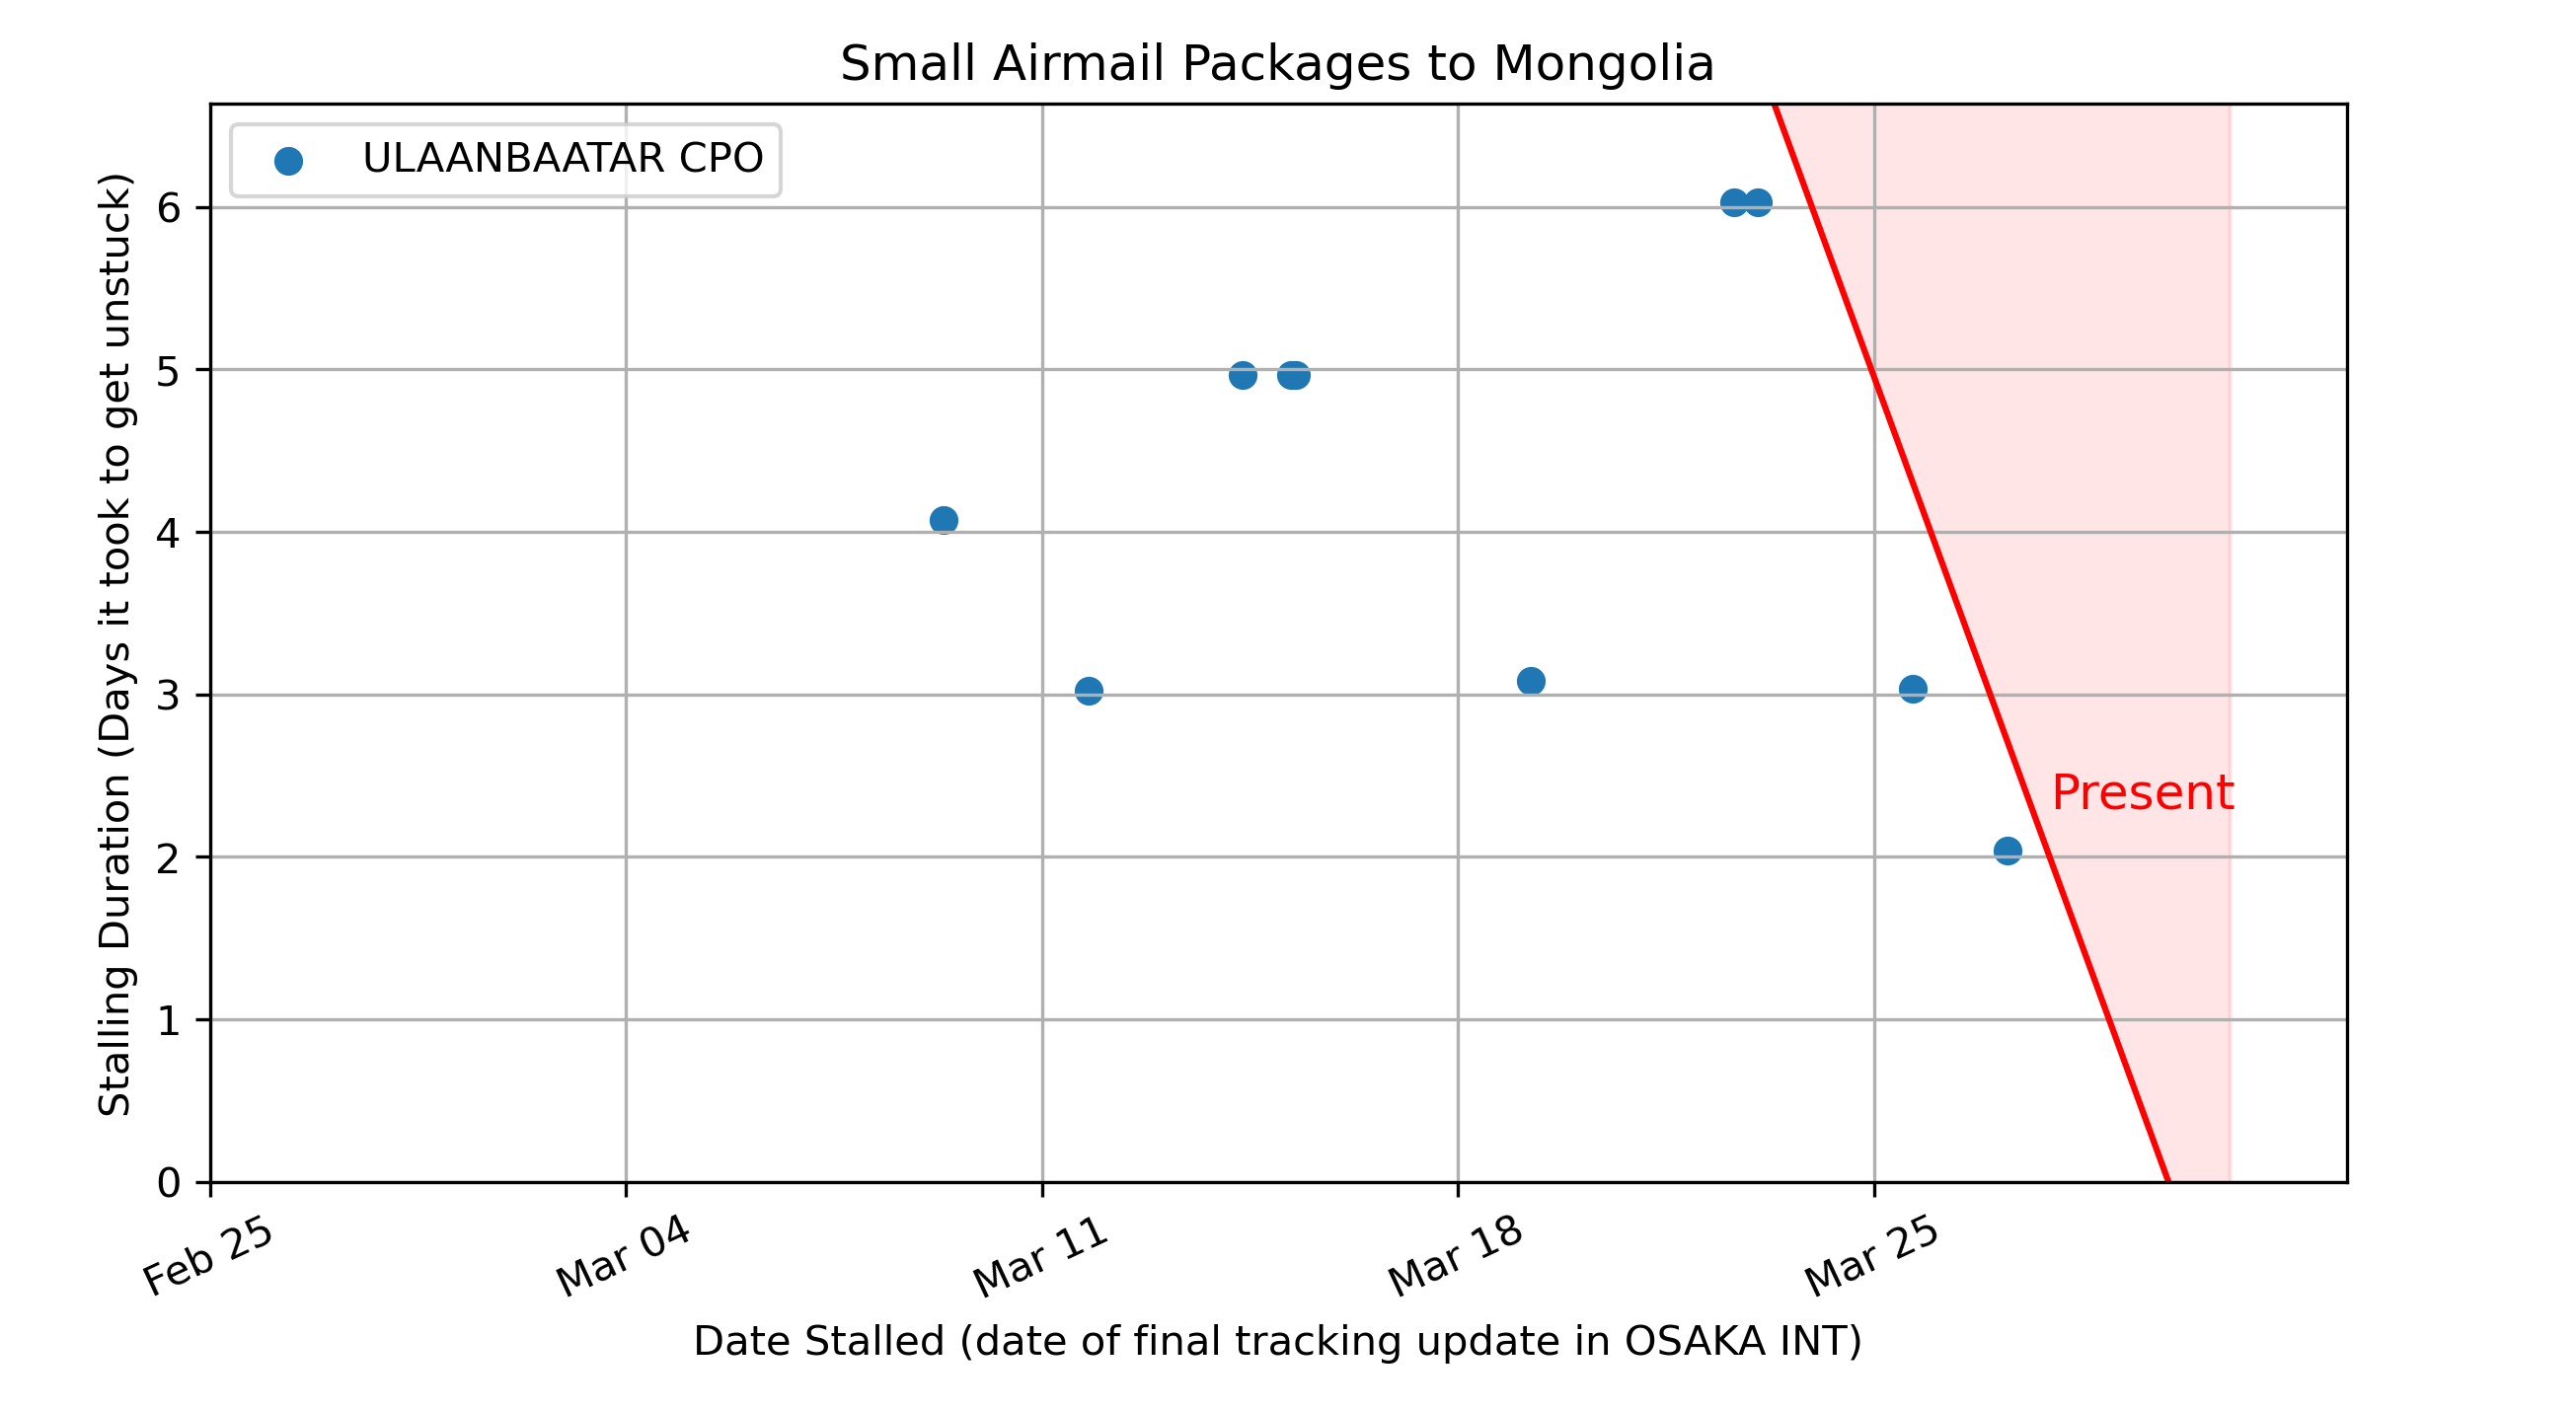 Small Airmail Packages to Mongolia
ULAANBAATAR CPO
Stalling Duration (Days it took to get unstuck)
6
5
4
3
2
1
0
Present
Feb 25
Mar 04
Mar 11
Mar 18
Mar 25
Date Stalled (date of final tracking update in OSAKA INT)